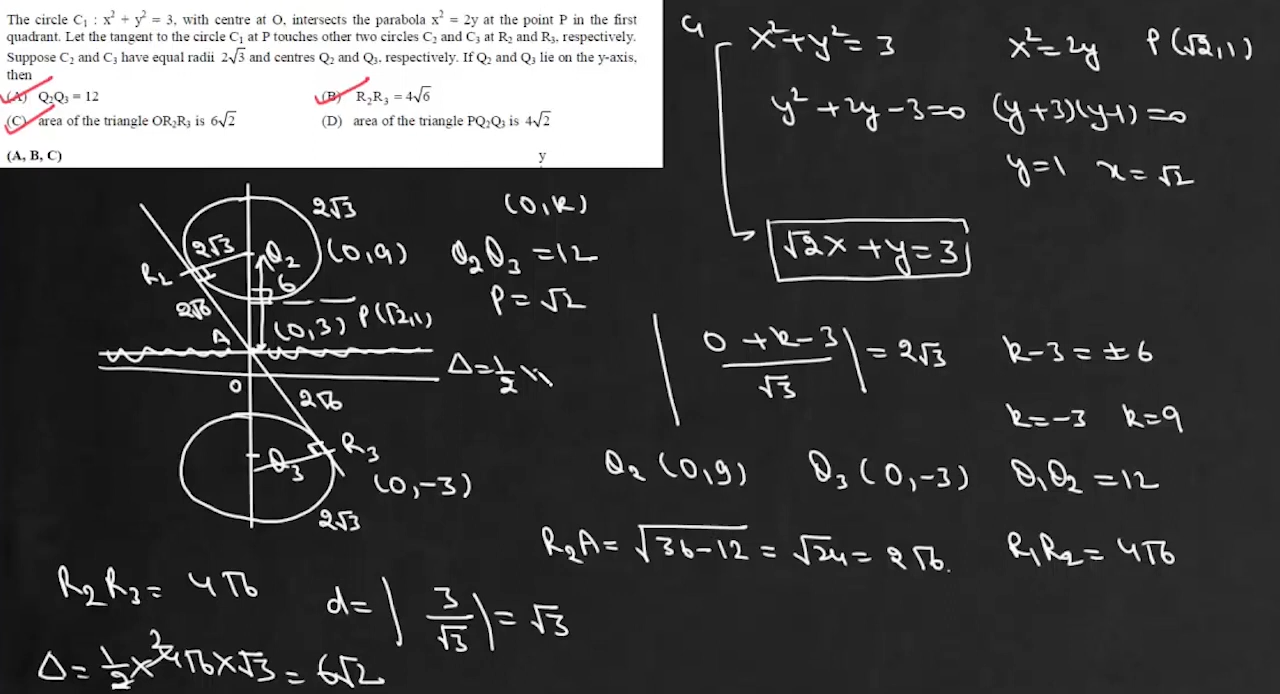 The circle C₁ : x² + y² = 3, with centre at O, intersects the parabola x² = 2y at the point P in the first
quadrant. Let the tangent to the circle C₁ at P touches other two circles C₂ and C₃ at R₂ and R₃, respectively.
Suppose C₂ and C₃ have equal radii 2√3 and centres Q₂ and Q₃, respectively. If Q₂ and Q₃ lie on the y-axis,
then
(A) Q₂Q₃ = 12
(B) R₂R₃ = 4√6
(C) area of the triangle OR₂R₃ is 6√2
(D) area of the triangle PQ₂Q₃ is 4√2
(A, B, C)
y
C₁
x²+y²=3
x²=2y P(√2,1)
y²+2y-3=0 (y+3)(y-1)=0
y=1 x=√2
√2x+y=3
2√3
(0,k)
2√3
Q₂ (0,9)
Q₂Q₃=12
R₂
6
P=√2
2√6
(0,3) P(√2,1)
A
Δ=1/2
O
2√6
R₃
Q₃
(0,-3)
2√3
|0+k-3/√3|=2√3 k-3=±6
k=-3 k=9
Q₂(0,9) Q₃(0,-3) Q₁Q₂=12
R₂A=√36-12=√24=2√6. R₁R₂=4√6
R₂R₃=4√6
d=|3/√3|=√3
Δ=1/2×4√6×√3=6√2
2